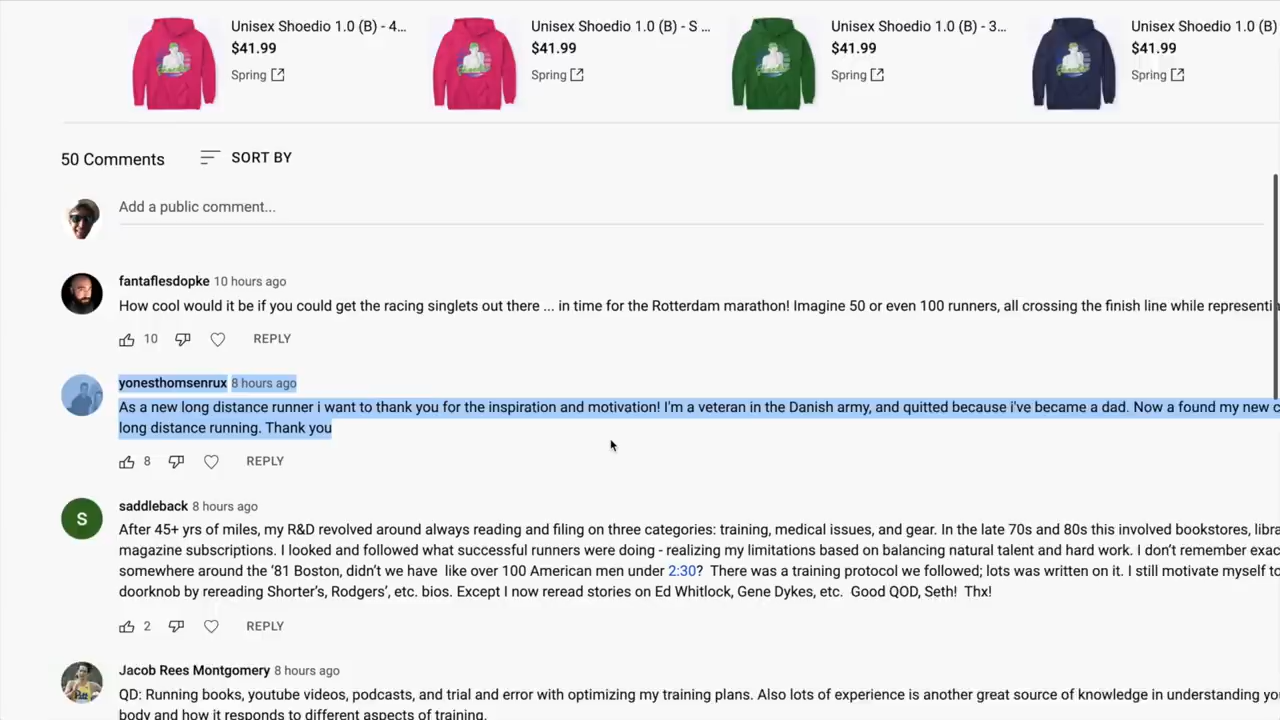 Unisex Shoedio 1.0 (B) - 4...
$41.99
Spring
Unisex Shoedio 1.0 (B) - S ...
$41.99
Spring
Unisex Shoedio 1.0 (B) - 3...
$41.99
Spring
Unisex Shoedio 1.0 (B)
$41.99
Spring
50 Comments
SORT BY
Add a public comment...
fantaflesdopke 10 hours ago
How cool would it be if you could get the racing singlets out there ... in time for the Rotterdam marathon! Imagine 50 or even 100 runners, all crossing the finish line while
10
REPLY
yonesthomsenrux 8 hours ago
As a new long distance runner i want to thank you for the inspiration and motivation! I'm a veteran in the Danish army, and quitted because i've became a dad. Now a found my new
long distance running. Thank you
8
REPLY
S
saddleback 8 hours ago
After 45+ yrs of miles, my R&D revolved around always reading and filing on three categories: training, medical issues, and gear. In the late 70s and 80s this involved bookstores,
magazine subscriptions. I looked and followed what successful runners were doing - realizing my limitations based on balancing natural talent and hard work. I don't remember
somewhere around the '81 Boston, didn't we have like over 100 American men under 2:30? There was a training protocol we followed; lots was written on it. I still motivate myself
doorknob by rereading Shorter's, Rodgers', etc. bios. Except I now reread stories on Ed Whitlock, Gene Dykes, etc. Good QOD, Seth! Thx!
2
REPLY
Jacob Rees Montgomery 8 hours ago
QD: Running books, youtube videos, podcasts, and trial and error with optimizing my training plans. Also lots of experience is another great source of knowledge in understanding
body and how it responds to different aspects of training.